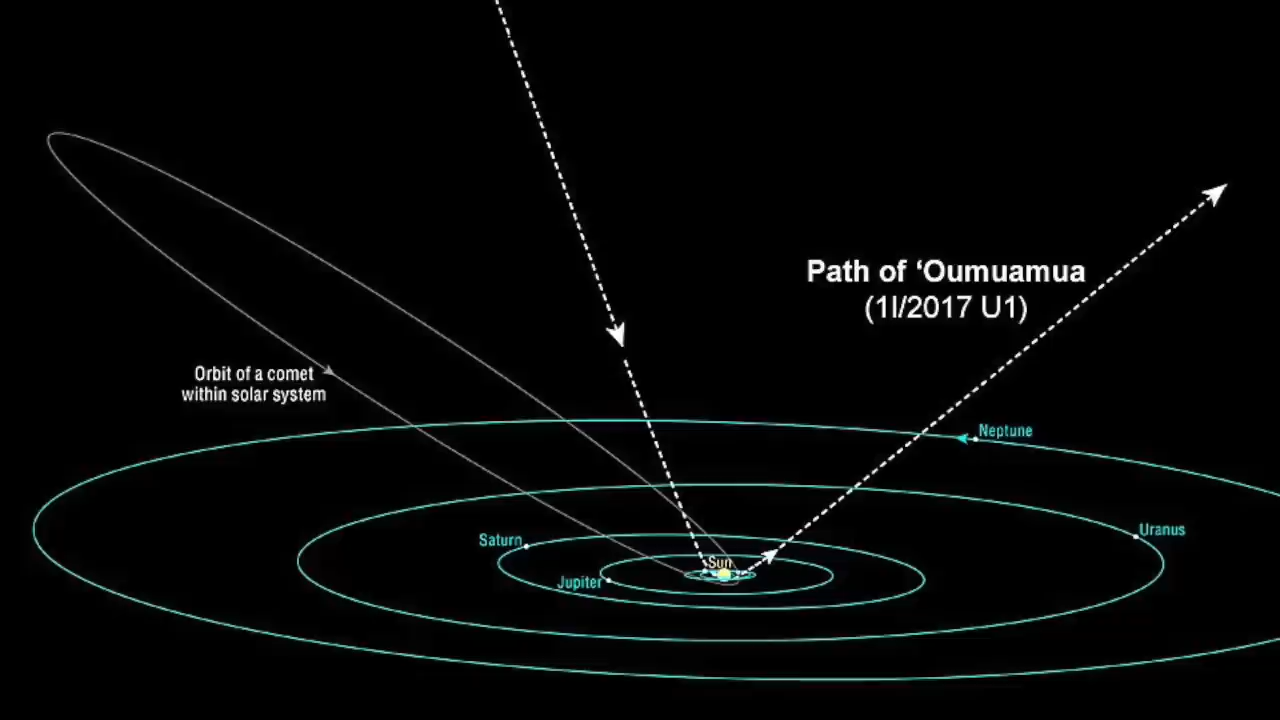 Path of ‘Oumuamua
(1I/2017 U1)
Orbit of a comet
within solar system
Neptune
Uranus
Saturn
Sun
Jupiter